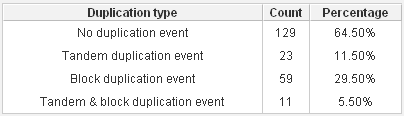 Duplication type Count Percentage
No duplication event 129 64.50%
Tandem duplication event 23 11.50%
Block duplication event 59 29.50%
Tandem & block duplication event 11 5.50%